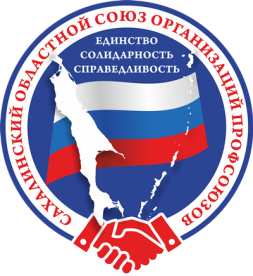 САХАЛИНСКИЙ ОБЛАСТНОЙ СОЮЗ ОРГАНИЗАЦИЙ ПРОФСОЮЗОВ
ЕДИНСТВО
СОЛИДАРНОСТЬ
СПРАВЕДЛИВОСТЬ